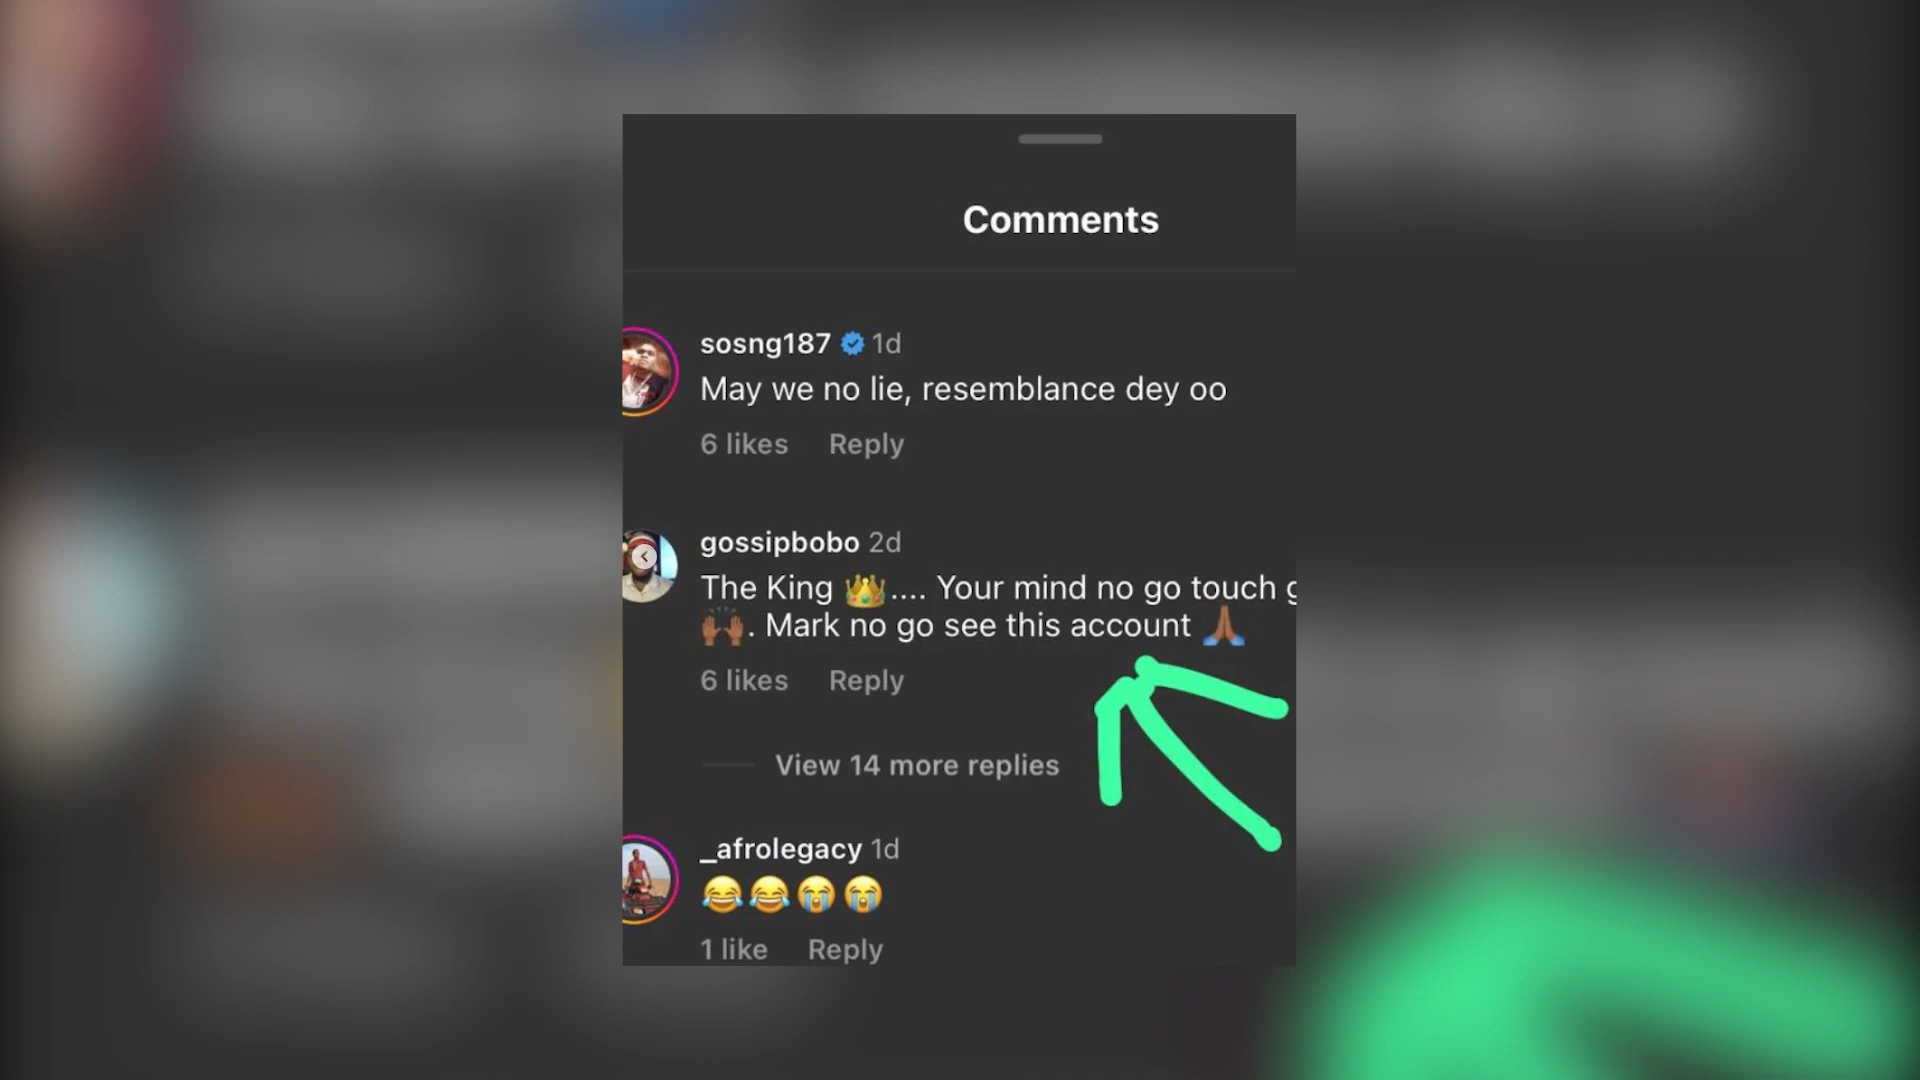 Comments
sosng187 1d
May we no lie, resemblance dey oo
6 likes Reply
gossipbobo 2d
The King 👑.... Your mind no go touch
🙌🏾. Mark no go see this account 🙏🏾
6 likes Reply
View 14 more replies
_afrolegacy 1d
😂😂😭😭
1 like Reply